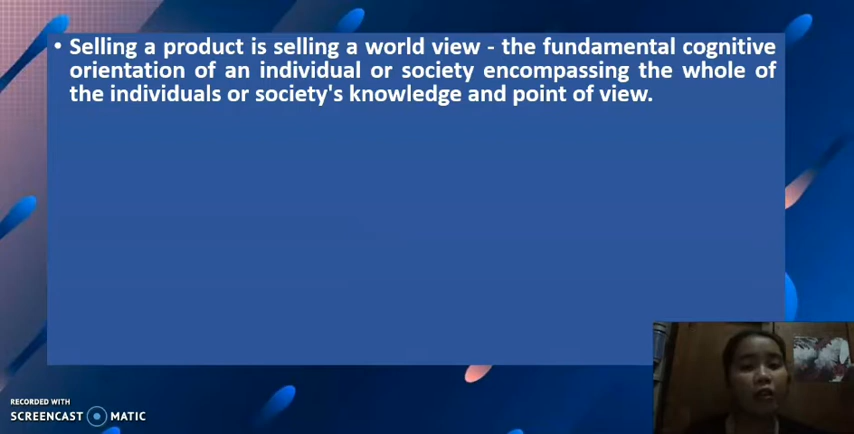 • Selling a product is selling a world view - the fundamental cognitive
orientation of an individual or society encompassing the whole of
the individuals or society's knowledge and point of view.
RECORDED WITH
SCREENCAST MATIC